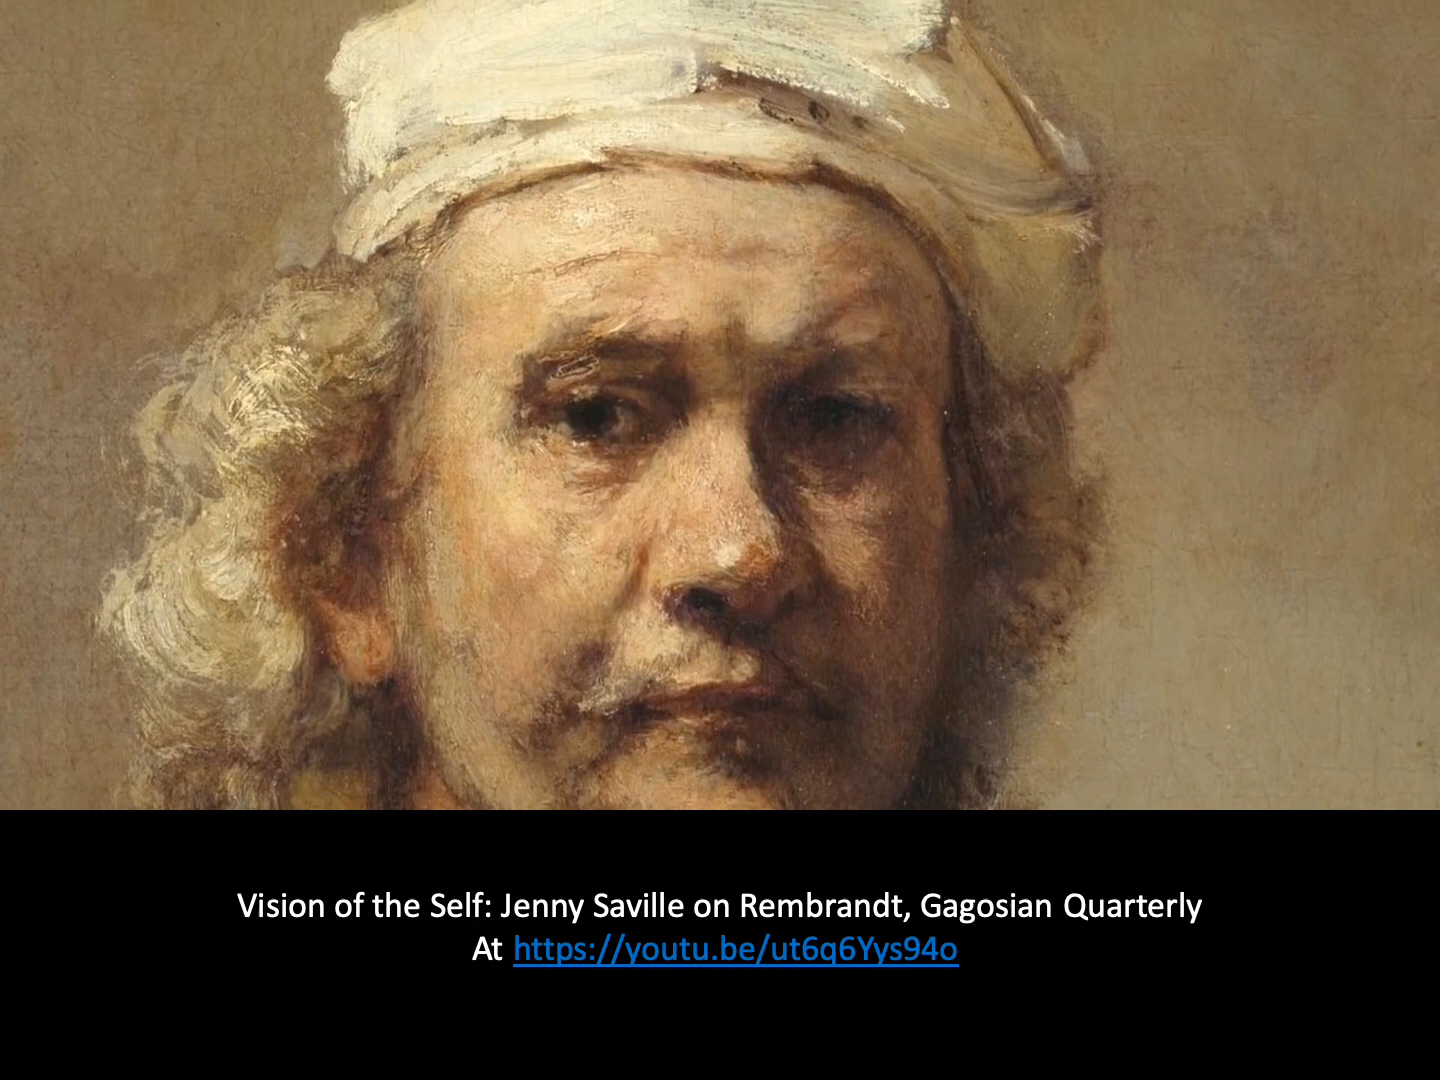 Vision of the Self: Jenny Saville on Rembrandt, Gagosian Quarterly
At https://youtu.be/ut6q6Yys94o